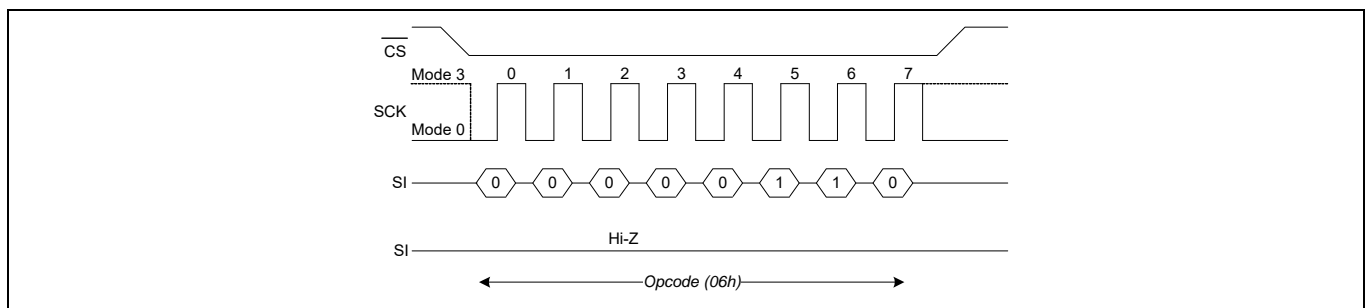 CS
Mode 3 0 1 2 3 4 5 6 7
SCK
Mode 0
SI 0 0 0 0 0 1 1 0
Hi-Z
SI
Opcode (06h)